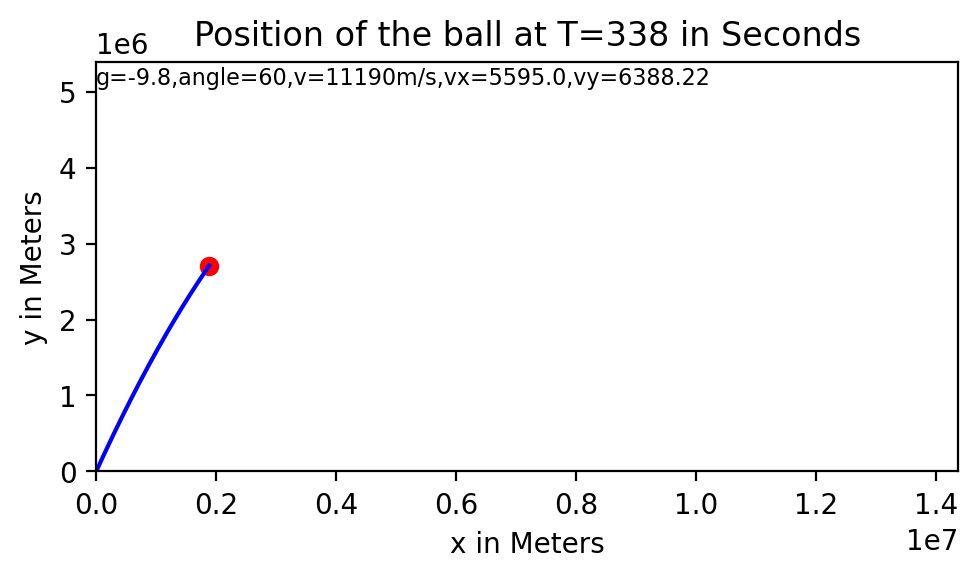 Position of the ball at T=338 in Seconds
1e6
g=-9.8,angle=60,v=11190m/s,vx=5595.0,vy=6388.22
5
4
3
2
1
0
y in Meters
0.0 0.2 0.4 0.6 0.8 1.0 1.2 1.4
x in Meters
1e7